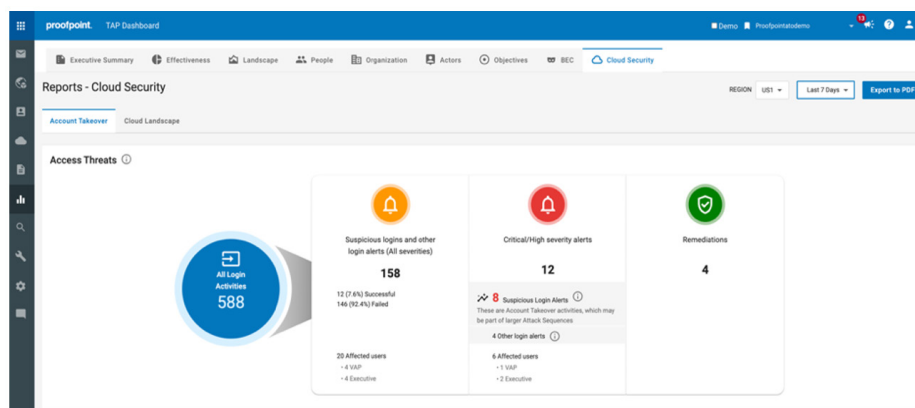 proofpoint. TAP Dashboard
Demo Proofpointatodemo 13
Executive Summary Effectiveness Landscape People Organization Actors Objectives BEC Cloud Security
Reports - Cloud Security
REGION US1 Last 7 Days Export to PDF
Account Takeover Cloud Landscape
Access Threats
All Login
Activities
588
Suspicious logins and other
login alerts (All severities)
158
12 (7.6%) Successful
146 (92.4%) Failed
20 Affected users
• 4 VAP
• 4 Executive
Critical/High severity alerts
12
8 Suspicious Login Alerts
These are Account Takeover activities, which may
be part of larger Attack Sequences
4 Other login alerts
6 Affected users
• 1 VAP
• 2 Executive
Remediations
4